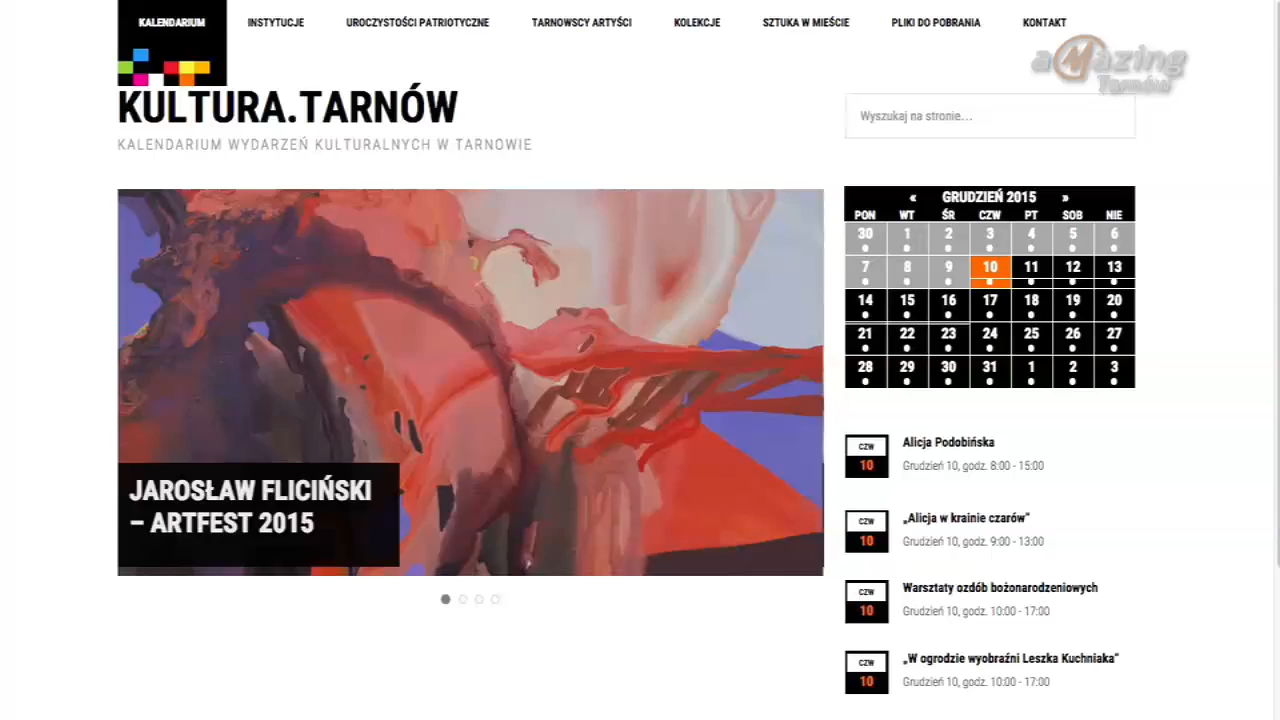 KALENDARIUM INSTYTUCJE UROCZYSTOŚCI PATRIOTYCZNE TARNOWSCY ARTYŚCI KOLEKCJE SZTUKA W MIEŚCIE PLIKI DO POBRANIA KONTAKT
aMazing
Tarnów
KULTURA.TARNÓW
KALENDARIUM WYDARZEŃ KULTURALNYCH W TARNOWIE
Wyszukaj na stronie...
« GRUDZIEŃ 2015 »
PON WT ŚR CZW PT SOB NIE
30 1 2 3 4 5 6
7 8 9 10 11 12 13
14 15 16 17 18 19 20
21 22 23 24 25 26 27
28 29 30 31 1 2 3
JAROSŁAW FLICIŃSKI
– ARTFEST 2015
CZW
10
Alicja Podobińska
Grudzień 10, godz. 8:00 - 15:00
CZW
10
„Alicja w krainie czarów”
Grudzień 10, godz. 9:00 - 13:00
CZW
10
Warsztaty ozdób bożonarodzeniowych
Grudzień 10, godz. 10:00 - 17:00
CZW
10
„W ogrodzie wyobraźni Leszka Kuchniaka”
Grudzień 10, godz. 10:00 - 17:00